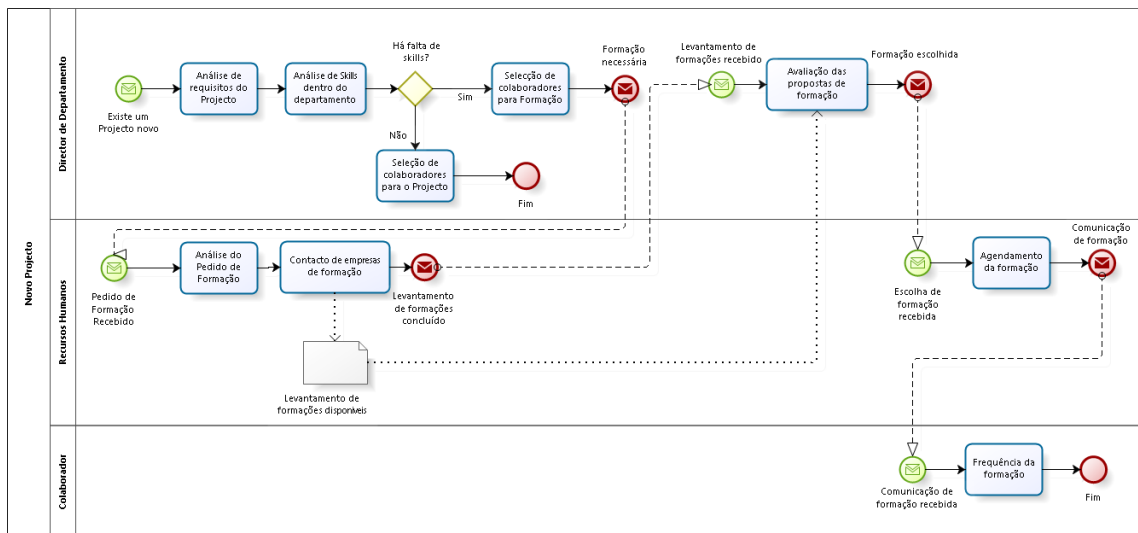 Novo Projecto
Director de Departamento
Existe um
Projecto novo
Análise de
requisitos do
Projecto
Análise de Skills
dentro do
departamento
Há falta de
skills?
Sim
Não
Selecção de
colaboradores
para Formação
Formação
necessária
Seleção de
colaboradores
para o Projecto
Fim
Levantamento de
formações recebido
Avaliação das
propostas de
formação
Formação escolhida
Recursos Humanos
Pedido de
Formação
Recebido
Análise do
Pedido de
Formação
Contacto de empresas
de formação
Levantamento
de formações
concluído
Levantamento de
formações disponíveis
Escolha de
formação
recebida
Agendamento
da formação
Comunicação
de formação
Colaborador
Comunicação de
formação recebida
Frequência da
formação
Fim